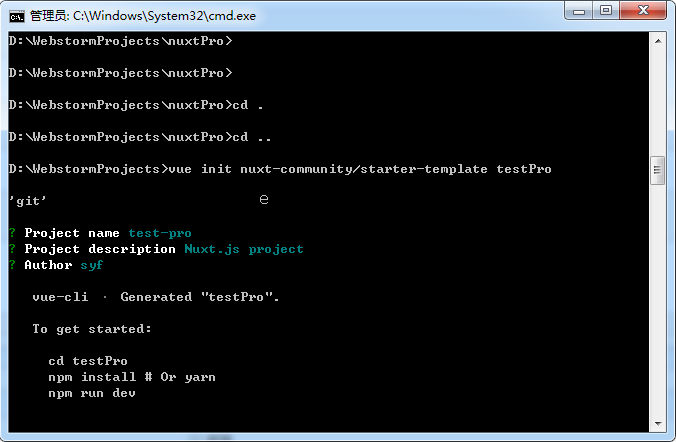 管理员: C:\Windows\System32\cmd.exe
D:\WebstormProjects\nuxtPro>
D:\WebstormProjects\nuxtPro>
D:\WebstormProjects\nuxtPro>cd .
D:\WebstormProjects\nuxtPro>cd ..
D:\WebstormProjects>vue init nuxt-community/starter-template testPro
'git'
e
? Project name test-pro
? Project description Nuxt.js project
? Author syf
vue-cli · Generated "testPro".
To get started:
cd testPro
npm install # Or yarn
npm run dev